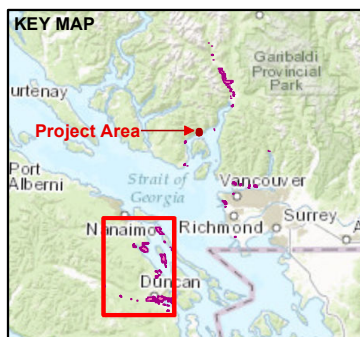 KEY MAP
Garibaldi
Provincial
Park
urtenay
Project Area
Port
Alberni
Strait of
Georgia
Vancouver
Nanaimo
Richmond
Surrey
A
Duncan